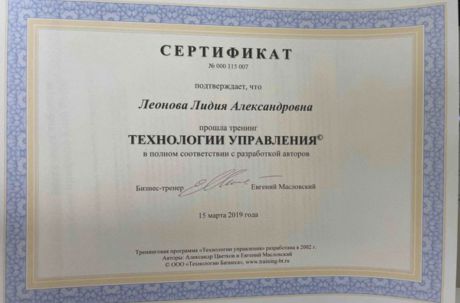 СЕРТИФИКАТ
№ 000 115 007
подтверждает, что
Леонова Лидия Александровна
прошла тренинг
ТЕХНОЛОГИИ УПРАВЛЕНИЯ©
в полном соответствии с разработкой авторов
Бизнес-тренер Евгений Масловский
15 марта 2019 года
Тренинговая программа «Технологии управления» разработана в 2002 г.
Авторы: Александр Цветков и Евгений Масловский
© ООО «Технологии Бизнеса», www.training-bt.ru